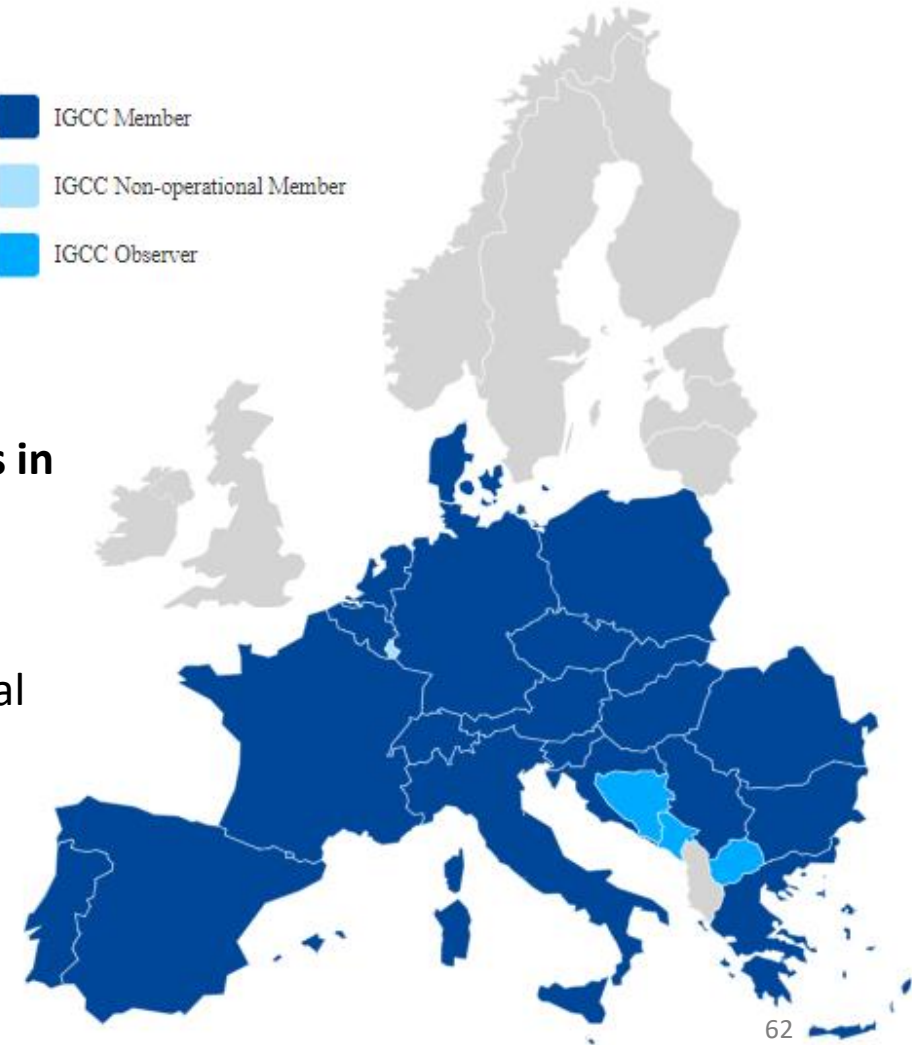 IGCC Member
IGCC Non-operational Member
IGCC Observer
s in
al
62